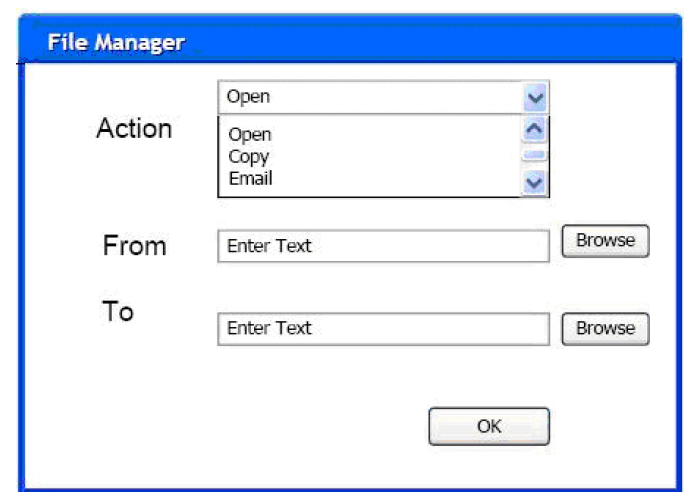 File Manager
Open
Action
Open
Copy
Email
From
Enter Text
Browse
To
Enter Text
Browse
OK